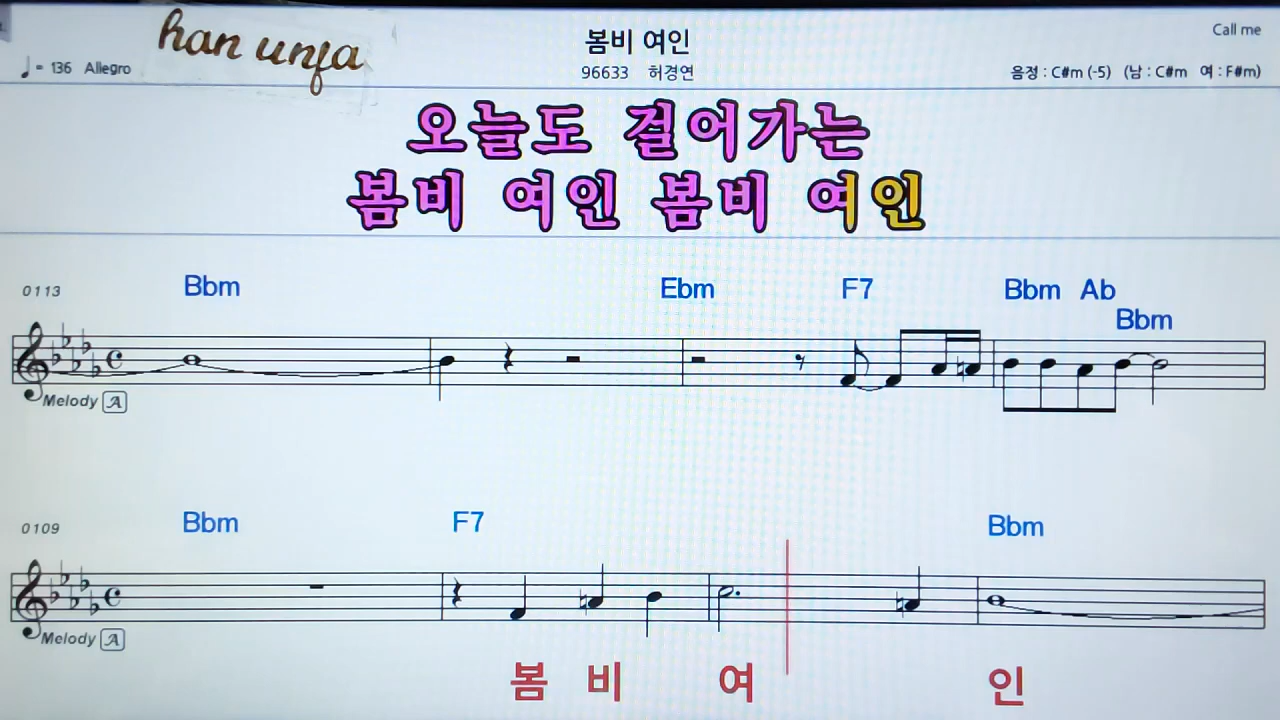 han unja
봄비 여인
Call me
♩ = 136 Allegro
96633 허경연
음정 : C#m (-5) (남 : C#m 여 : F#m)
오늘도 걸어가는
봄비 여인 봄비 여인
0113 Bbm Ebm F7 Bbm Ab
Bbm
Melody A
0109 Bbm F7 Bbm
Melody A
봄 비 여 인